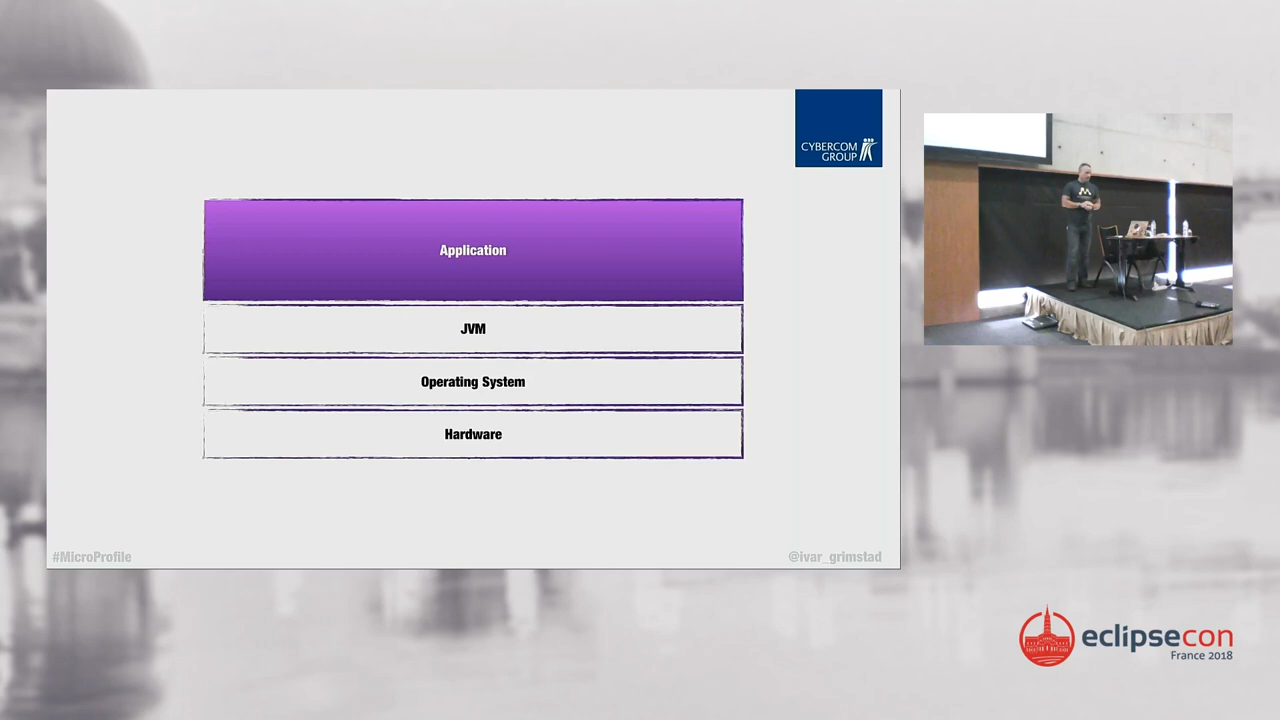 CYBERCOM
GROUP
Application
JVM
Operating System
Hardware
#MicroProfile
@ivar_grimstad
eclipsecon
France 2018